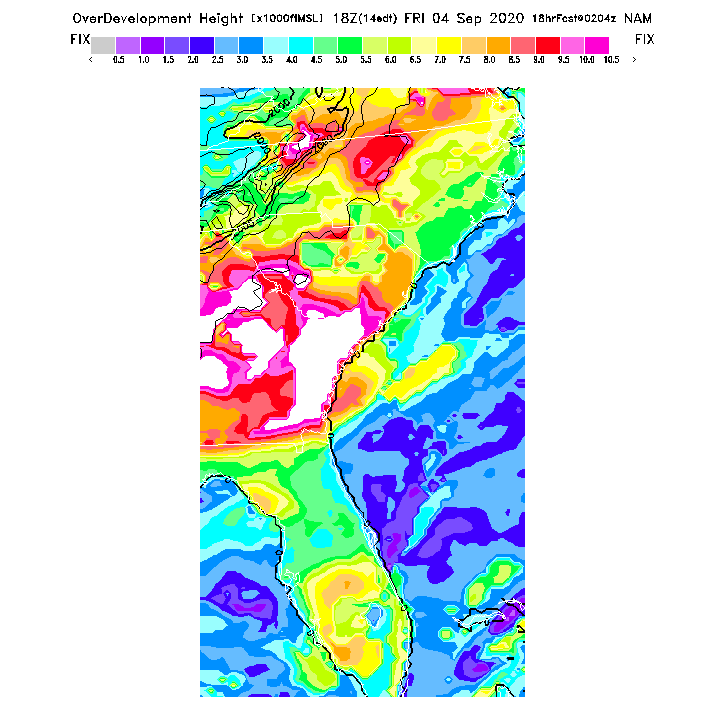 OverDevelopment Height [x1000ftMSL] 18Z(14edt) FRI 04 Sep 2020 18hrFcst@0204z NAM
FIX FIX
< 0.5 1.0 1.5 2.0 2.5 3.0 3.5 4.0 4.5 5.0 5.5 6.0 6.5 7.0 7.5 8.0 8.5 9.0 9.5 10.0 10.5 >
2000